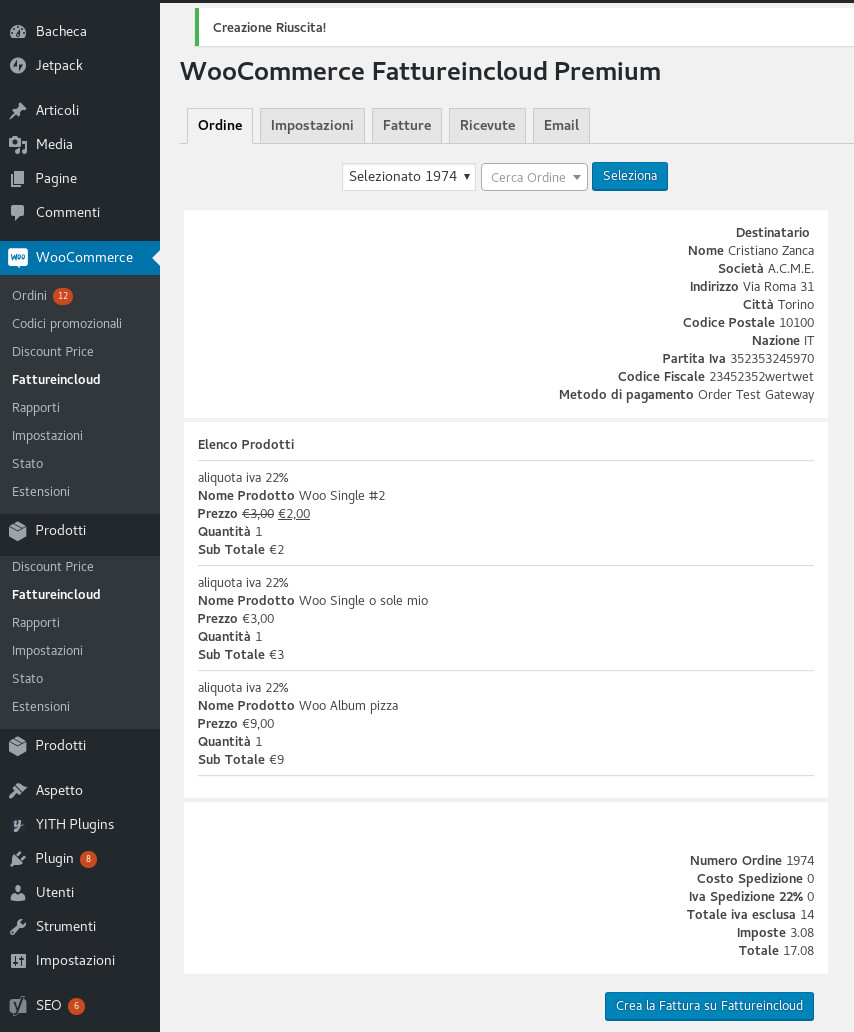 Bacheca
Jetpack
Articoli
Media
Pagine
Commenti
WooCommerce
Ordini 12
Codici promozionali
Discount Price
Fattureincloud
Rapporti
Impostazioni
Stato
Estensioni
Prodotti
Discount Price
Fattureincloud
Rapporti
Impostazioni
Stato
Estensioni
Prodotti
Aspetto
YITH Plugins
Plugin 8
Utenti
Strumenti
Impostazioni
SEO 6
Creazione Riuscita!
WooCommerce Fattureincloud Premium
Ordine Impostazioni Fatture Ricevute Email
Selezionato 1974 Cerca Ordine Seleziona
Destinatario
Nome Cristiano Zanca
Società A.C.M.E.
Indirizzo Via Roma 31
Città Torino
Codice Postale 10100
Nazione IT
Partita Iva 352353245970
Codice Fiscale 23452352wertwet
Metodo di pagamento Order Test Gateway
Elenco Prodotti
aliquota iva 22%
Nome Prodotto Woo Single #2
Prezzo €3,00 €2,00
Quantità 1
Sub Totale €2
aliquota iva 22%
Nome Prodotto Woo Single o sole mio
Prezzo €3,00
Quantità 1
Sub Totale €3
aliquota iva 22%
Nome Prodotto Woo Album pizza
Prezzo €9,00
Quantità 1
Sub Totale €9
Numero Ordine 1974
Costo Spedizione 0
Iva Spedizione 22% 0
Totale iva esclusa 14
Imposte 3.08
Totale 17.08
Crea la Fattura su Fattureincloud